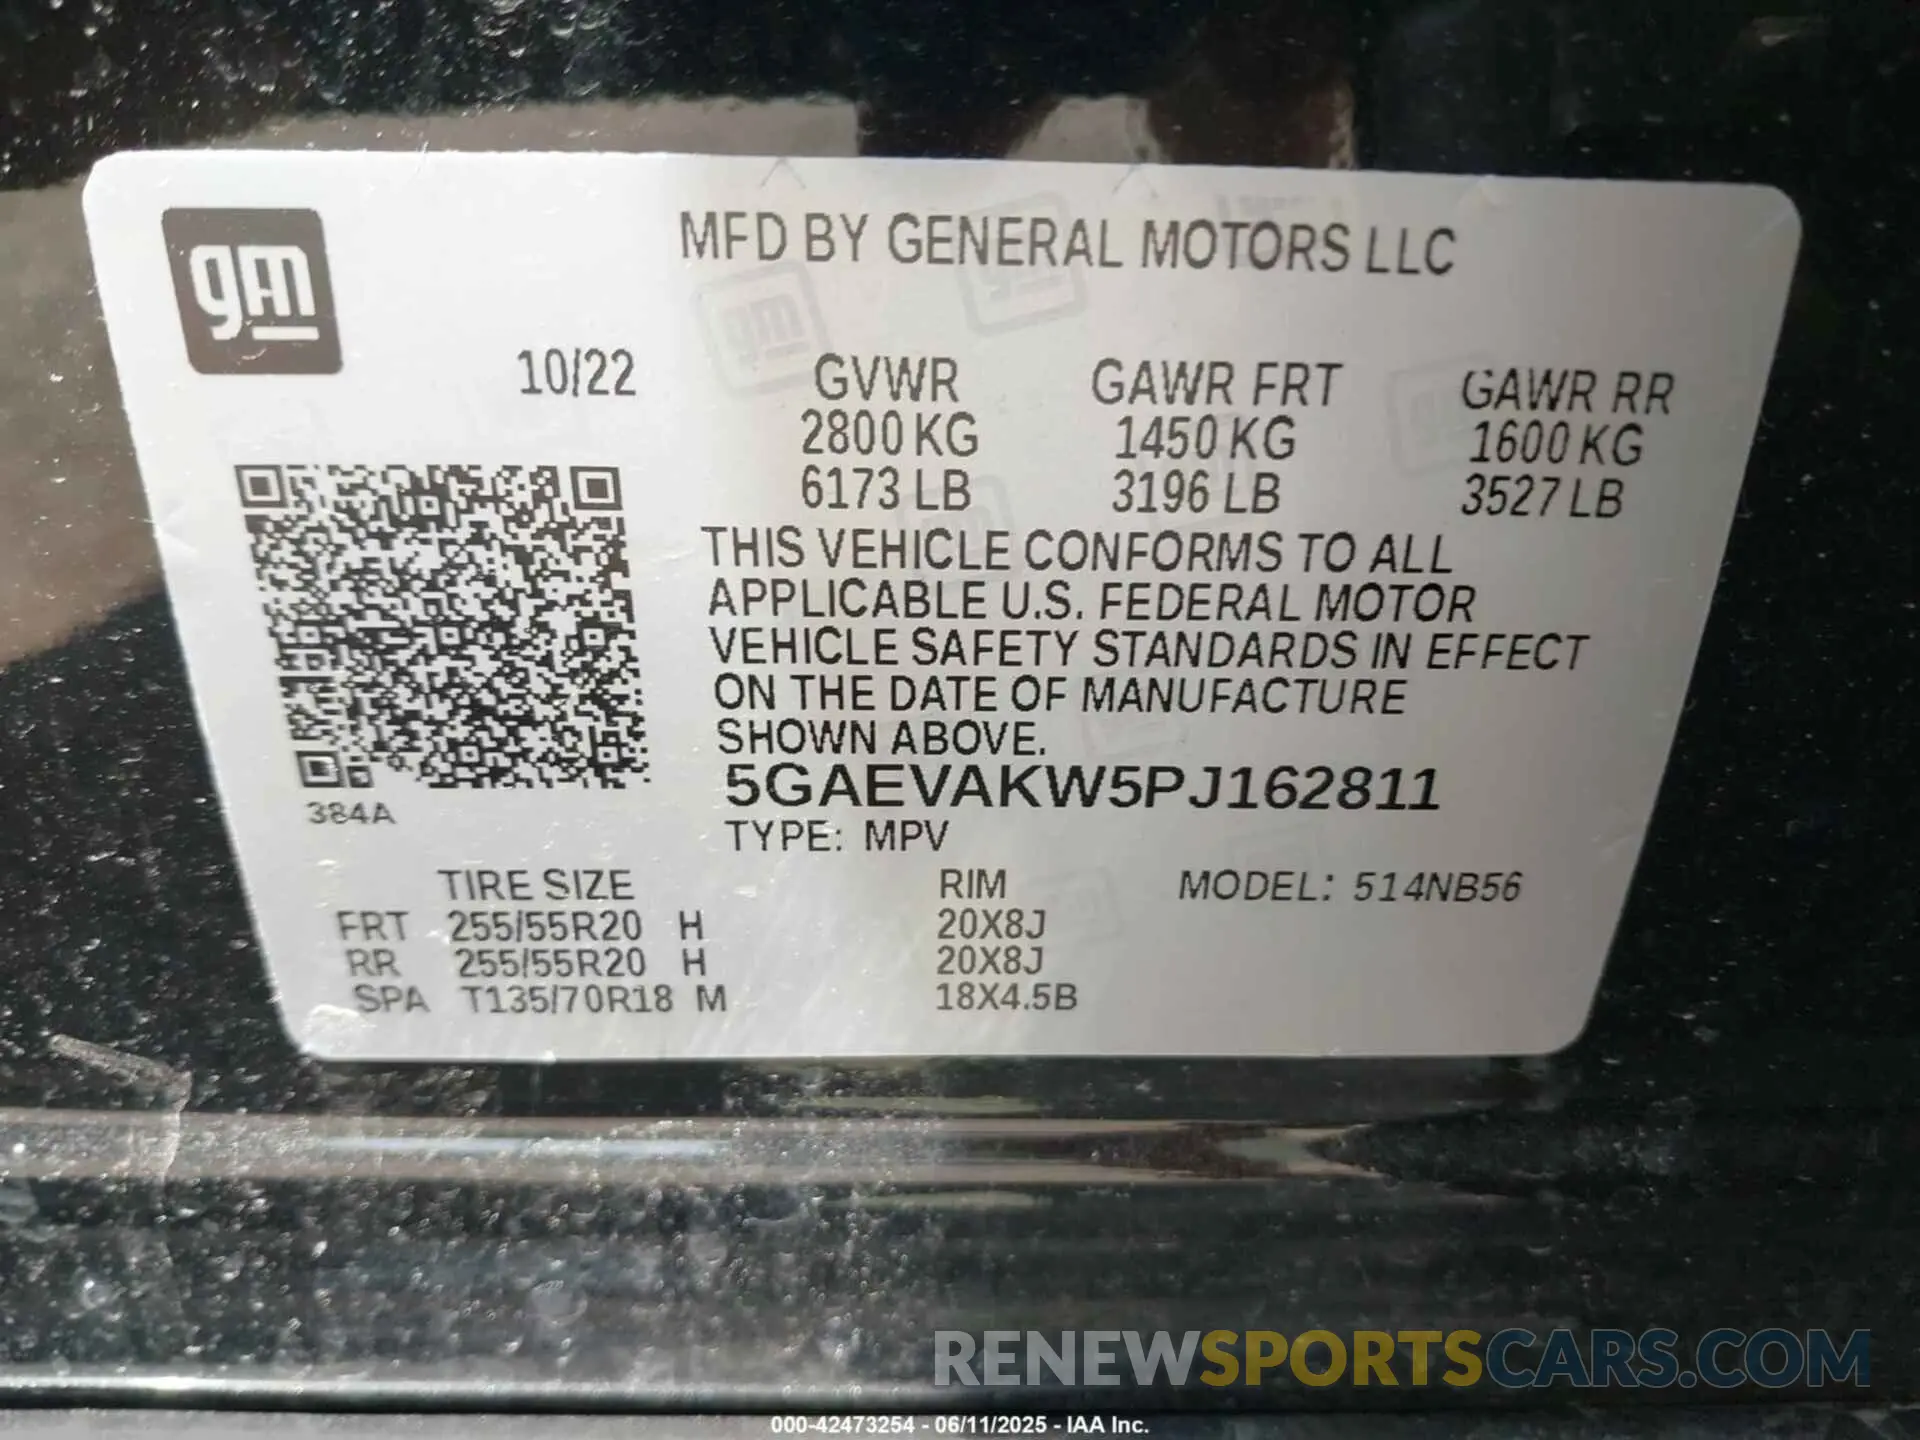 gm
MFD BY GENERAL MOTORS LLC
10/22
GVWR GAWR FRT GAWR RR
2800 KG 1450 KG 1600 KG
6173 LB 3196 LB 3527 LB
THIS VEHICLE CONFORMS TO ALL
APPLICABLE U.S. FEDERAL MOTOR
VEHICLE SAFETY STANDARDS IN EFFECT
ON THE DATE OF MANUFACTURE
SHOWN ABOVE.
5GAEVAKW5PJ162811
384A
TYPE: MPV
TIRE SIZE RIM MODEL: 514NB56
FRT 255/55R20 H 20X8J
RR 255/55R20 H 20X8J
SPA T135/70R18 M 18X4.5B
RENEWSPORTSCARS.COM
000-42473254 - 06/11/2025 - IAA Inc.